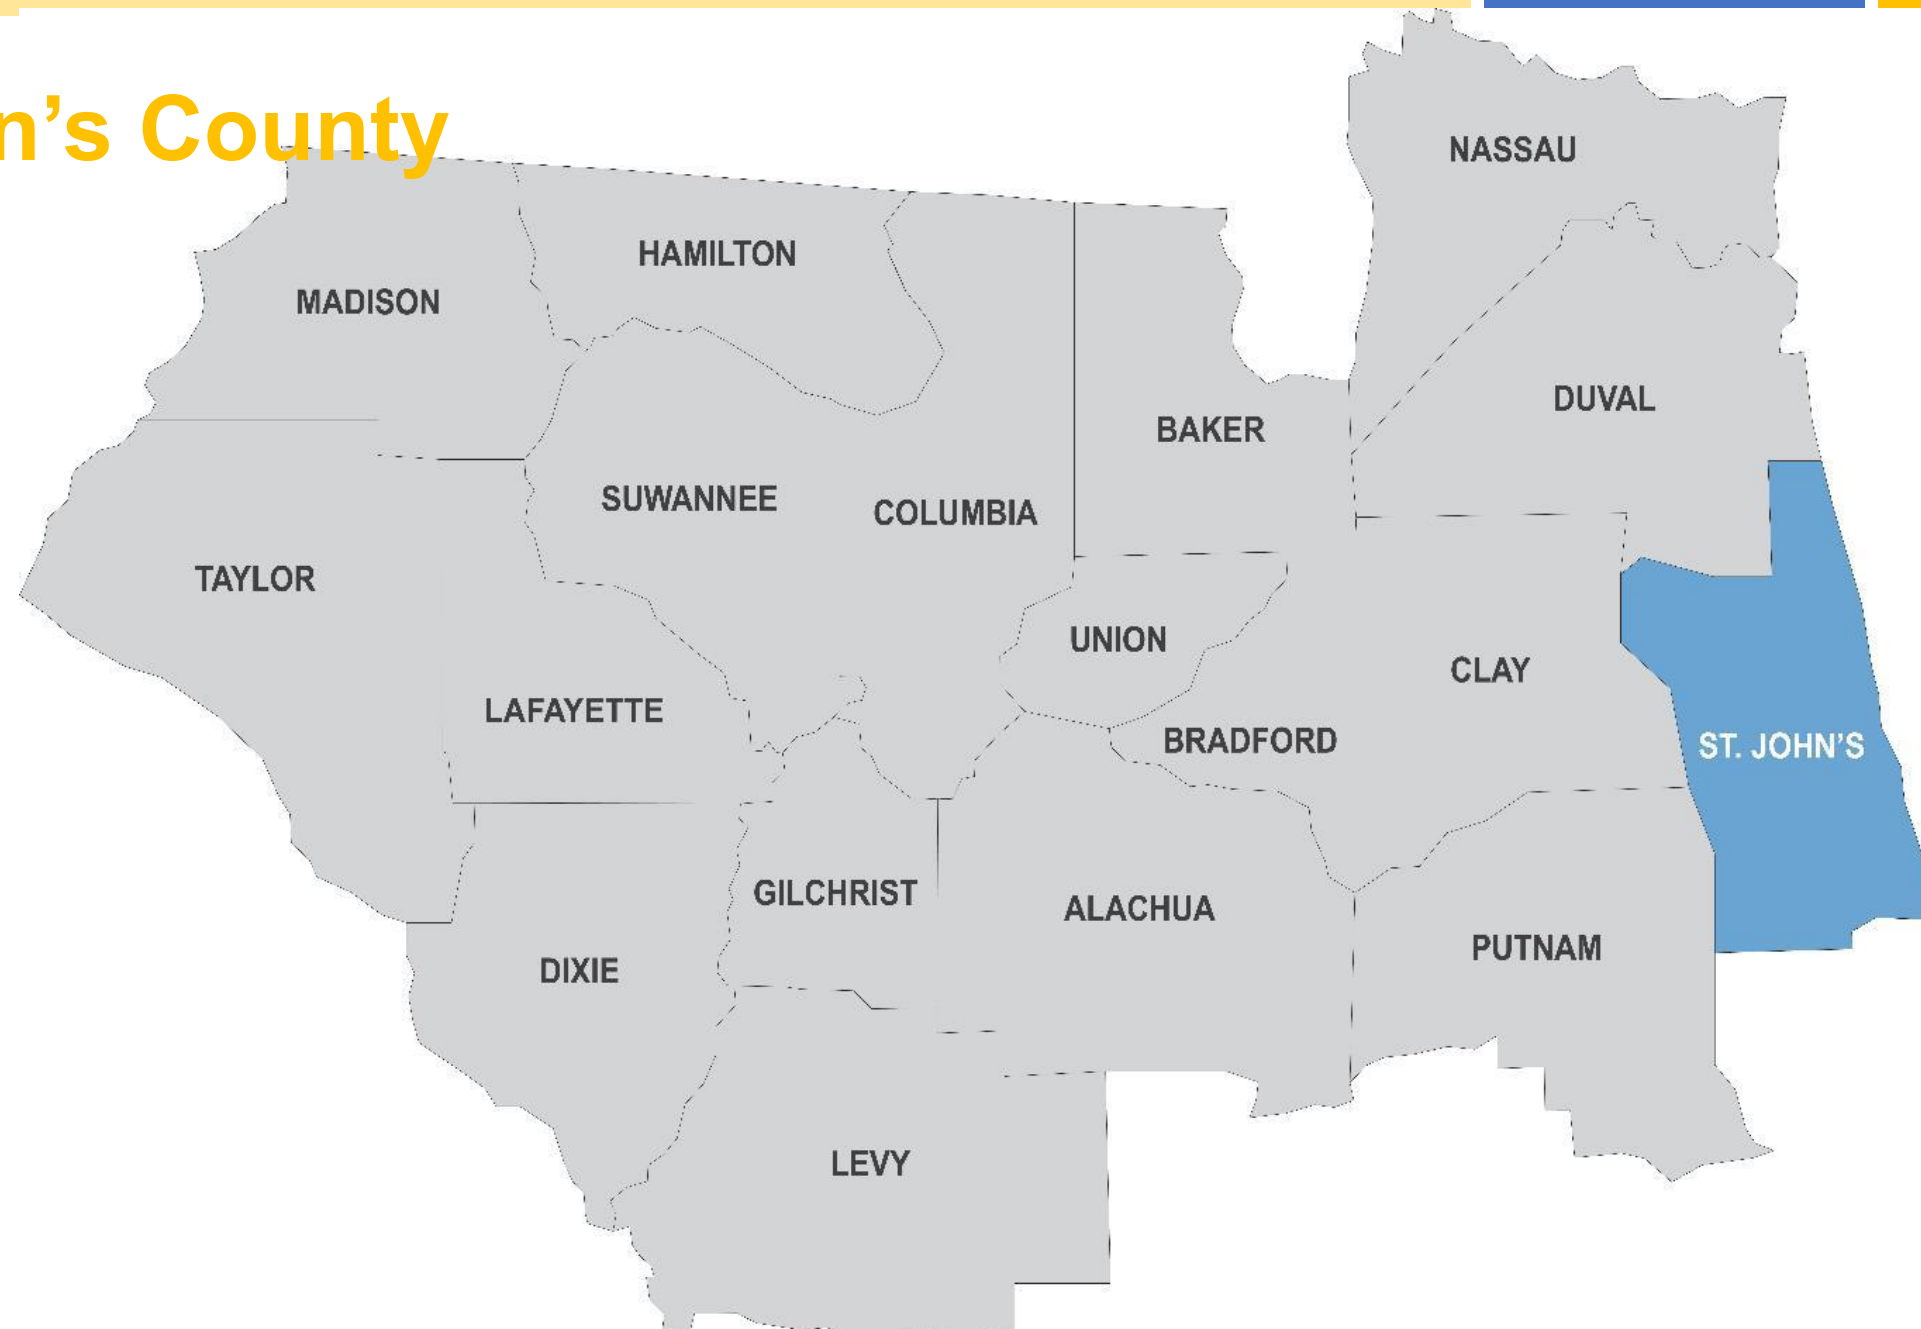 n’s County
NASSAU
HAMILTON
MADISON
DUVAL
BAKER
SUWANNEE
COLUMBIA
TAYLOR
UNION
CLAY
LAFAYETTE
BRADFORD
ST. JOHN’S
GILCHRIST
ALACHUA
PUTNAM
DIXIE
LEVY